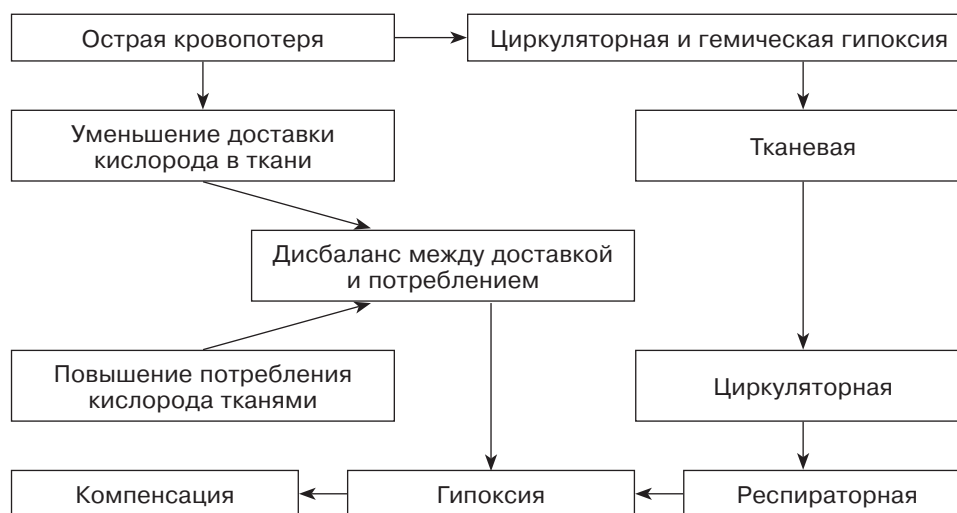 Острая кровопотеря
Циркуляторная и гемическая гипоксия
Уменьшение доставки
кислорода в ткани
Тканевая
Дисбаланс между доставкой
и потреблением
Повышение потребления
кислорода тканями
Циркуляторная
Компенсация
Гипоксия
Респираторная